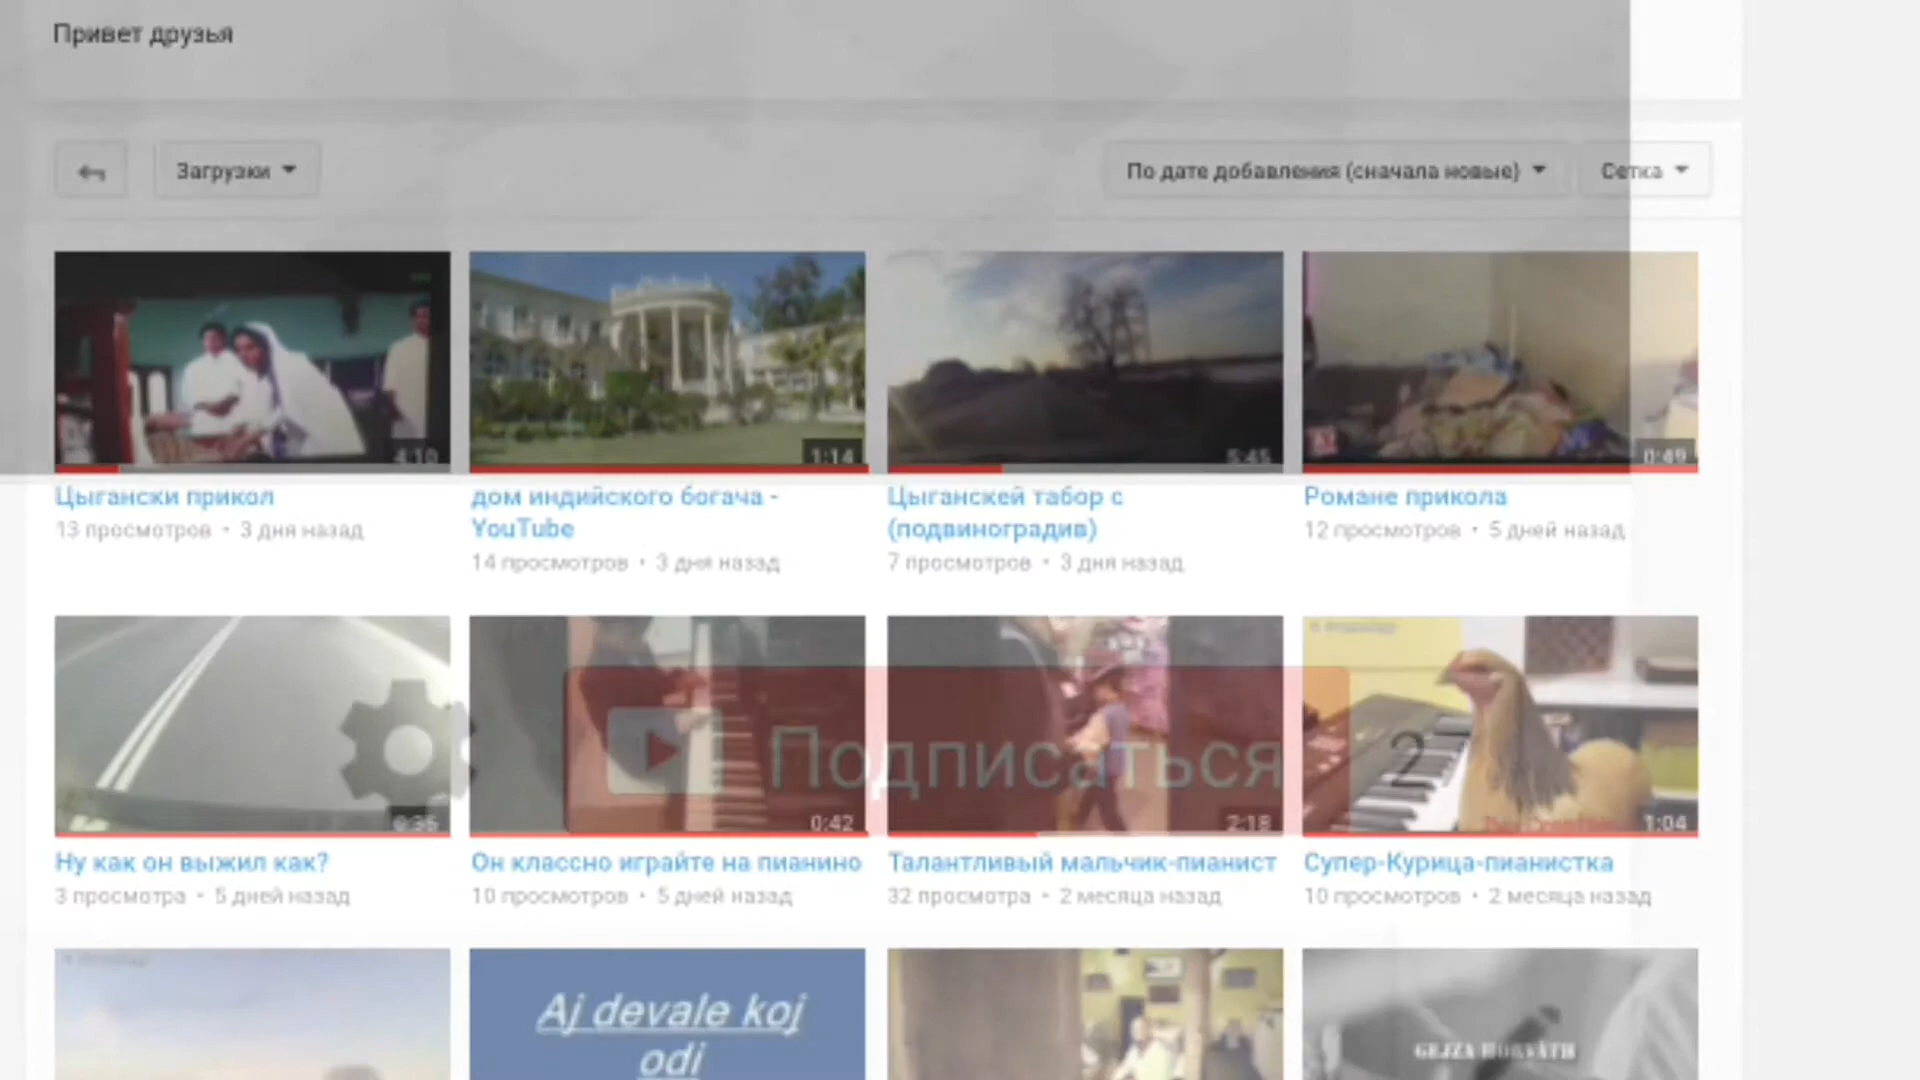 Привет друзья
Загрузки
По дате добавления (сначала новые)
Сетка
4:10
1:14
5:45
0:49
Цыгански прикол
дом индийского богача -
YouTube
Цыганскей табор с
(подвиноградив)
Романе прикола
13 просмотров • 3 дня назад
14 просмотров • 3 дня назад
7 просмотров • 3 дня назад
12 просмотров • 5 дней назад
Подписаться
2
0:36
0:42
2:18
1:04
Ну как он выжил как?
Он классно играйте на пианино
Талантливый мальчик-пианист
Супер-Курица-пианистка
3 просмотра • 5 дней назад
10 просмотров • 5 дней назад
32 просмотра • 2 месяца назад
10 просмотров • 2 месяца назад
Aj devale koj
odi
GEJZA HORVÁTH